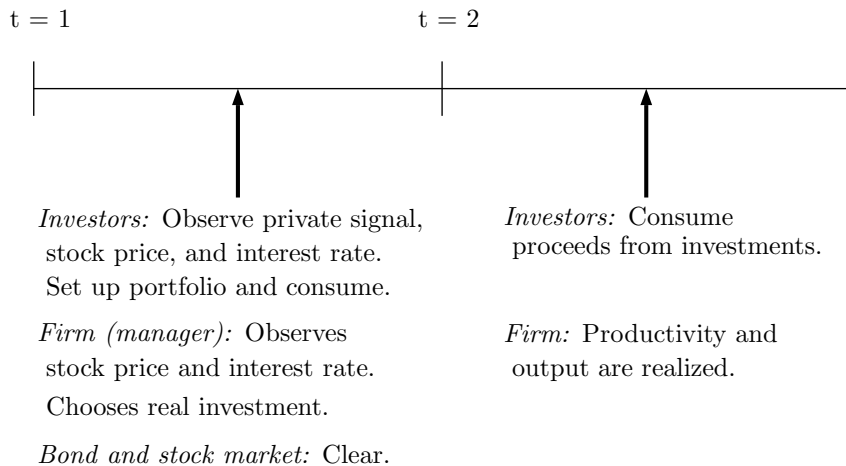 t = 1
t = 2
Investors: Observe private signal,
stock price, and interest rate.
Set up portfolio and consume.
Firm (manager): Observes
stock price and interest rate.
Chooses real investment.
Bond and stock market: Clear.
Investors: Consume
proceeds from investments.
Firm: Productivity and
output are realized.